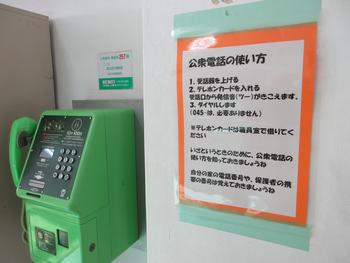 公衆電話の使い方
1. 受話器を上げる
2. テレホンカードを入れる
受話口から発信音(ツー)がきこえます。
3. ダイヤルします
(045-は、必要ありません)
※テレホンカードは職員室で借りてく
ださい
いざというときのために、公衆電話の
使い方を知っておきましょうね
自分の家の電話番号や、保護者の携
帯の番号は覚えておきましょうね